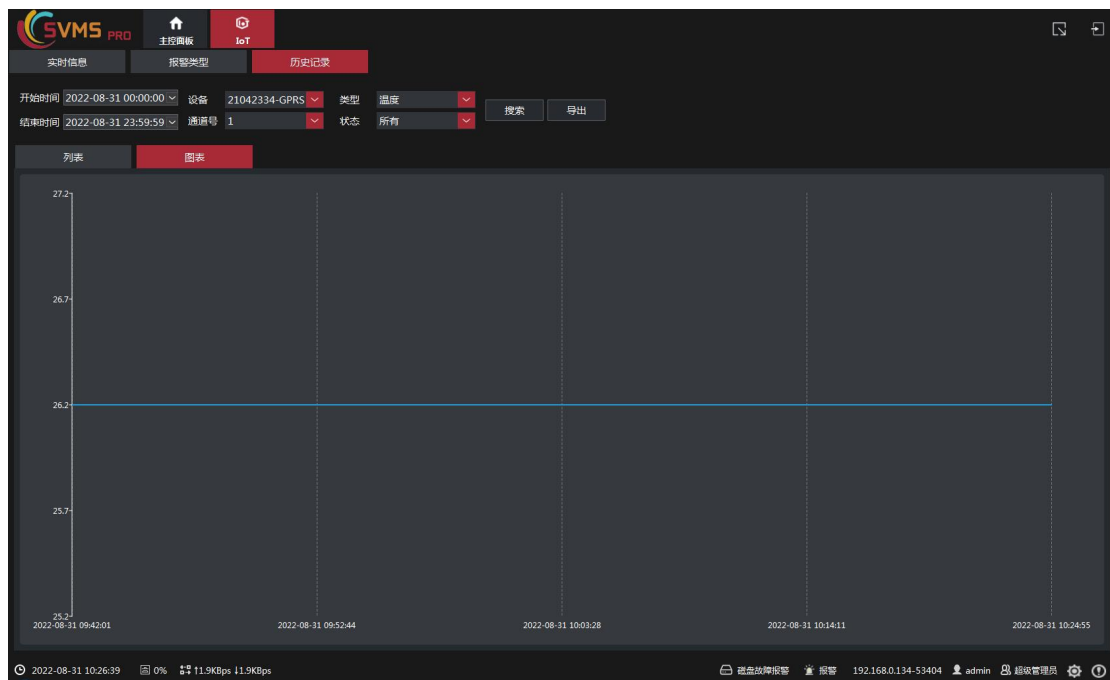 SVMS PRO
主控面板
IoT
实时信息 报警类型 历史记录
开始时间 2022-08-31 00:00:00 设备 21042334-GPRS 类型 温度 搜索 导出
结束时间 2022-08-31 23:59:59 通道号 1 状态 所有
列表 图表
27.2
26.7
26.2
25.7
25.2
2022-08-31 09:42:01 2022-08-31 09:52:44 2022-08-31 10:03:28 2022-08-31 10:14:11 2022-08-31 10:24:55
2022-08-31 10:26:39 0% ↑1.9KBps ↓1.9KBps 磁盘故障报警 报警 192.168.0.134-53404 admin 超级管理员